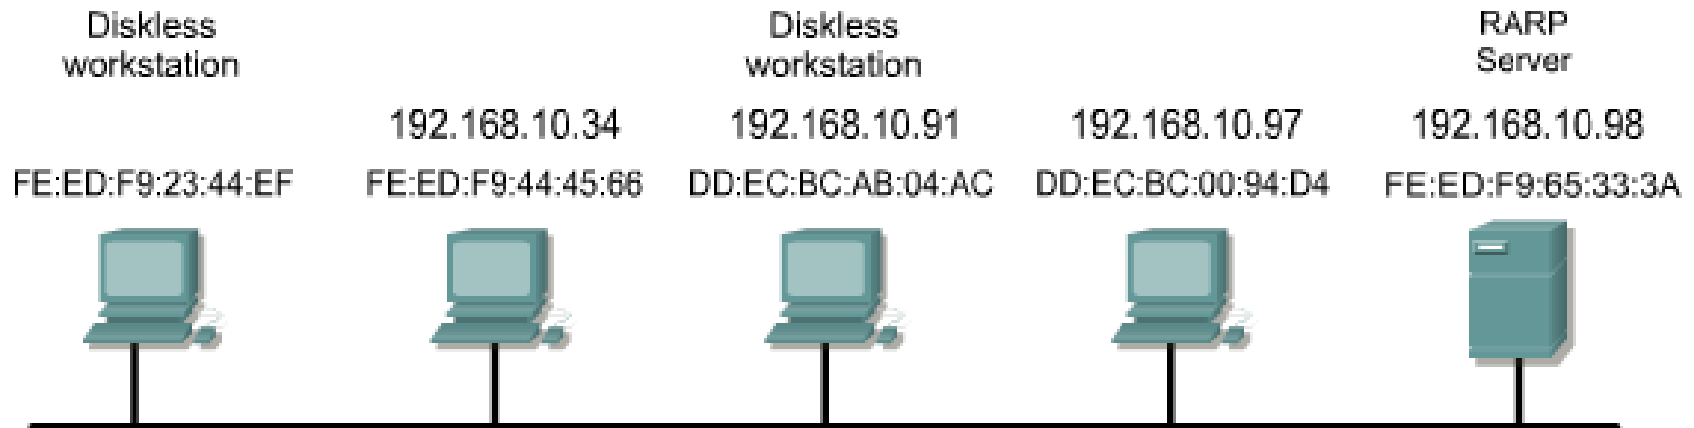 Diskless
workstation
Diskless
workstation
RARP
Server
192.168.10.34
192.168.10.91
192.168.10.97
192.168.10.98
FE:ED:F9:23:44:EF
FE:ED:F9:44:45:66
DD:EC:BC:AB:04:AC
DD:EC:BC:00:94:D4
FE:ED:F9:65:33:3A